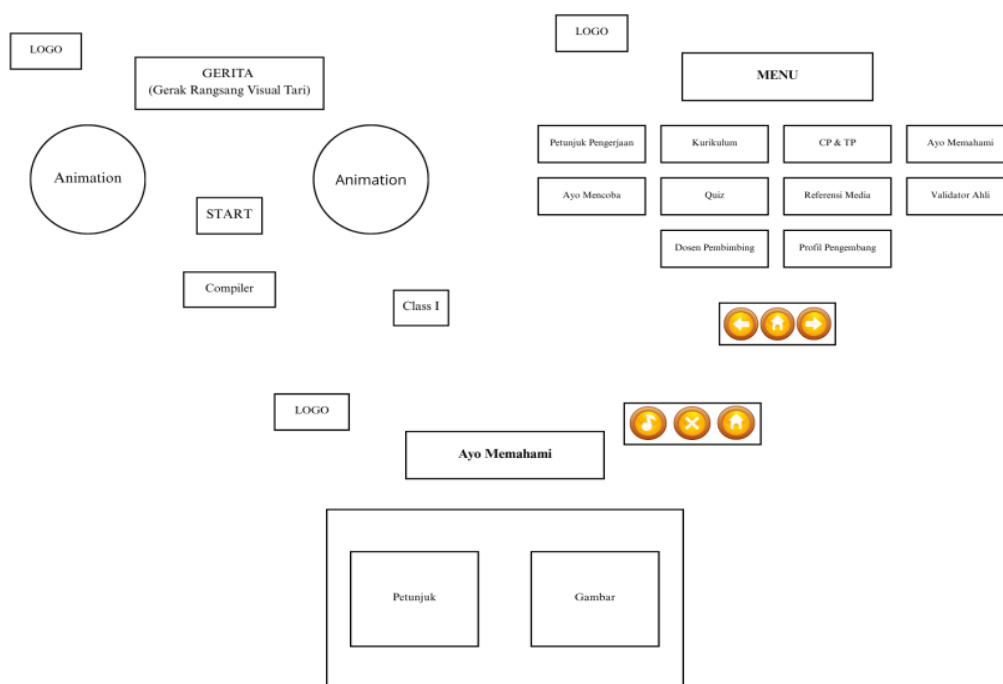 LOGO
GERITA
(Gerak Rangsang Visual Tari)
Animation
Animation
START
Compiler
Class I
LOGO
MENU
Petunjuk Pengerjaan
Kurikulum
CP & TP
Ayo Memahami
Ayo Mencoba
Quiz
Referensi Media
Validator Ahli
Dosen Pembimbing
Profil Pengembang
LOGO
Ayo Memahami
Petunjuk
Gambar